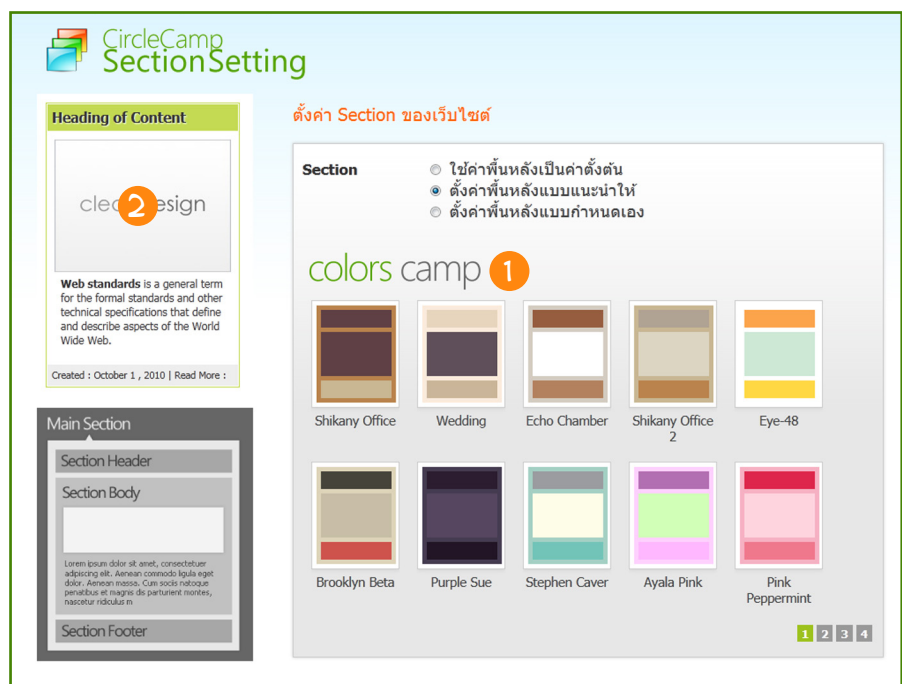 CircleCamp
SectionSetting
Heading of Content
clea 2 esign
Web standards is a general term
for the formal standards and other
technical specifications that define
and describe aspects of the World
Wide Web.
Created : October 1 , 2010 | Read More :
Main Section
Section Header
Section Body
Lorem ipsum dolor sit amet, consectetuer
adipiscing elit. Aenean commodo ligula eget
dolor. Aenean massa. Cum sociis natoque
penatibus et magnis dis parturient montes,
nascetur ridiculus m
Section Footer
ตั้งค่า Section ของเว็บไซต์
Section
ใช้ค่าพื้นหลังเป็นค่าตั้งต้น
ตั้งค่าพื้นหลังแบบแนะนำให้
ตั้งค่าพื้นหลังแบบกำหนดเอง
colors camp 1
Shikany Office
Wedding
Echo Chamber
Shikany Office
2
Eye-48
Brooklyn Beta
Purple Sue
Stephen Caver
Ayala Pink
Pink
Peppermint
1 2 3 4